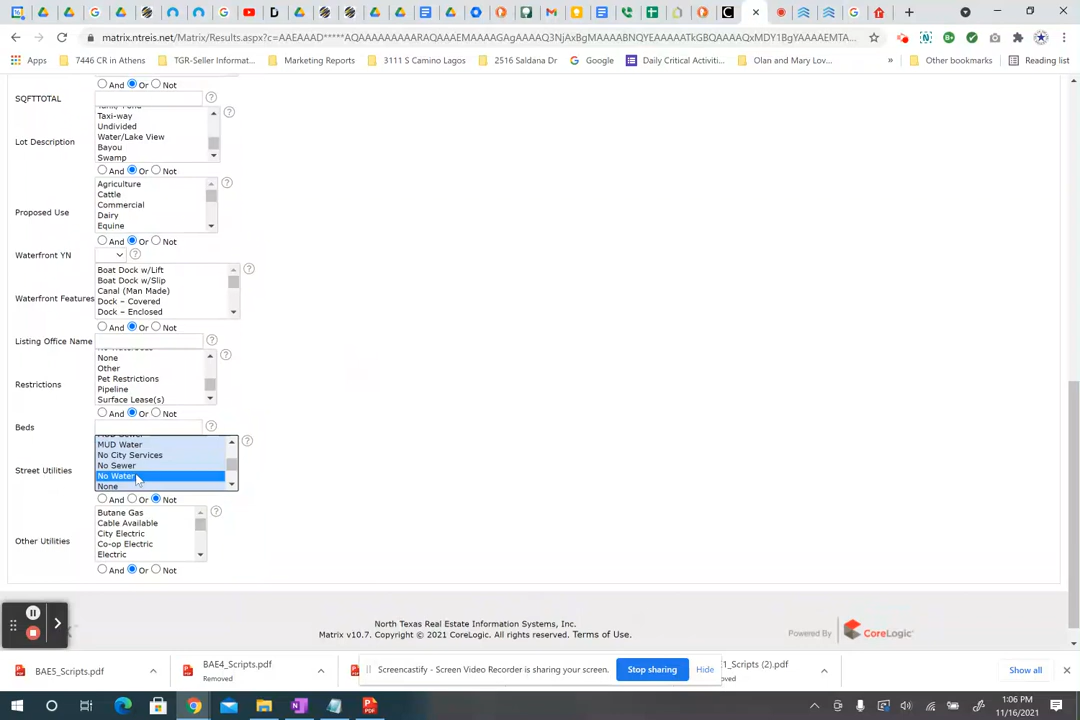 matrix.ntreis.net/Matrix/Results.aspx?c=AAEAAAD*****AQAAAAAAAAARAQAAAEMAAAAGAgAAAAQ3NjAxBgMAAAABNQYEAAAAATkGBQAAAAQxMDY1BgYAAAAEMTA...
Apps 7446 CR in Athens TGR-Seller Informat... Marketing Reports 3111 S Camino Lagos 2516 Saldana Dr Google Daily Critical Activiti... Olan and Mary Lov... » Other bookmarks Reading list
And Or Not
SQFTTOTAL
Taxi-way
Undivided
Water/Lake View
Lot Description
Bayou
Swamp
And Or Not
Agriculture
Cattle
Commercial
Proposed Use
Dairy
Equine
And Or Not
Waterfront YN
Boat Dock w/Lift
Boat Dock w/Slip
Canal (Man Made)
Waterfront Features
Dock – Covered
Dock – Enclosed
And Or Not
Listing Office Name
None
Other
Pet Restrictions
Restrictions
Pipeline
Surface Lease(s)
And Or Not
Beds
MUD Sewer
MUD Water
No City Services
No Sewer
Street Utilities
No Water
None
And Or Not
Butane Gas
Cable Available
City Electric
Other Utilities
Co-op Electric
Electric
And Or Not
North Texas Real Estate Information Systems, Inc.
Matrix v10.7. Copyright © 2021 CoreLogic. All rights reserved. Terms of Use.
Powered By CoreLogic
BAE5_Scripts.pdf
BAE4_Scripts.pdf
Removed
Screencastify - Screen Video Recorder is sharing your screen. Stop sharing Hide
1_Scripts (2).pdf
oved
Show all
1:06 PM
11/16/2021